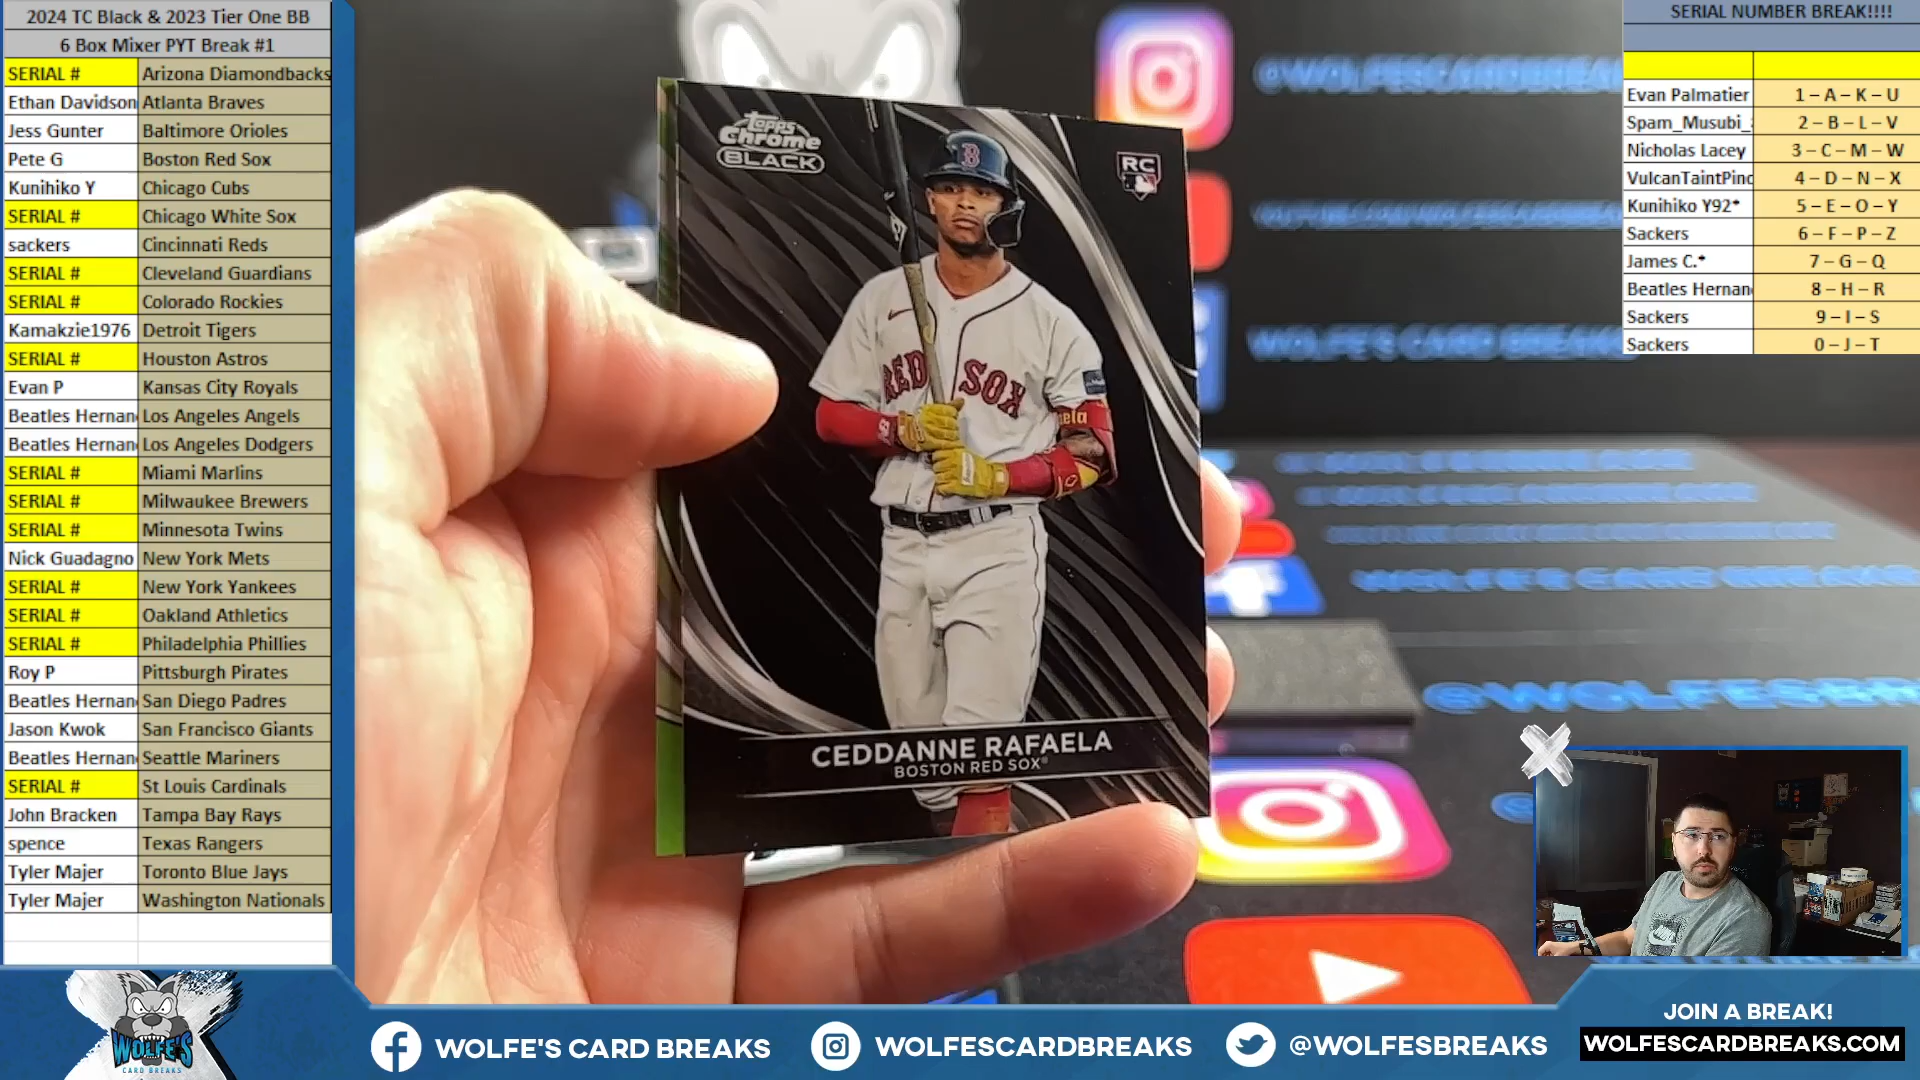 2024 TC Black & 2023 Tier One BB
6 Box Mixer PYT Break #1
SERIAL # Arizona Diamondbacks
Ethan Davidson Atlanta Braves
Jess Gunter Baltimore Orioles
Pete G Boston Red Sox
Kunihiko Y Chicago Cubs
SERIAL # Chicago White Sox
sackers Cincinnati Reds
SERIAL # Cleveland Guardians
SERIAL # Colorado Rockies
Kamakzie1976 Detroit Tigers
SERIAL # Houston Astros
Evan P Kansas City Royals
Beatles Hernan Los Angeles Angels
Beatles Hernan Los Angeles Dodgers
SERIAL # Miami Marlins
SERIAL # Milwaukee Brewers
SERIAL # Minnesota Twins
Nick Guadagno New York Mets
SERIAL # New York Yankees
SERIAL # Oakland Athletics
SERIAL # Philadelphia Phillies
Roy P Pittsburgh Pirates
Beatles Hernan San Diego Padres
Jason Kwok San Francisco Giants
Beatles Hernan Seattle Mariners
SERIAL # St Louis Cardinals
John Bracken Tampa Bay Rays
spence Texas Rangers
Tyler Majer Toronto Blue Jays
Tyler Majer Washington Nationals
Topps
Chrome
BLACK
RC
B
RED SOX
CEDDANNE RAFAELA
BOSTON RED SOX
WOLFE'S CARD BREAKS
@WOLFESBR
SERIAL NUMBER BREAK!!!!
Evan Palmatier 1 – A – K – U
Spam_Musubi_ 2 – B – L – V
Nicholas Lacey 3 – C – M – W
VulcanTaintPinc 4 – D – N – X
Kunihiko Y92* 5 – E – O – Y
Sackers 6 – F – P – Z
James C.* 7 – G – Q
Beatles Hernan 8 – H – R
Sackers 9 – I – S
Sackers 0 – J – T
WOLFE'S
CARD BREAKS
WOLFE'S CARD BREAKS
WOLFESCARDBREAKS
@WOLFESBREAKS
JOIN A BREAK!
WOLFESCARDBREAKS.COM